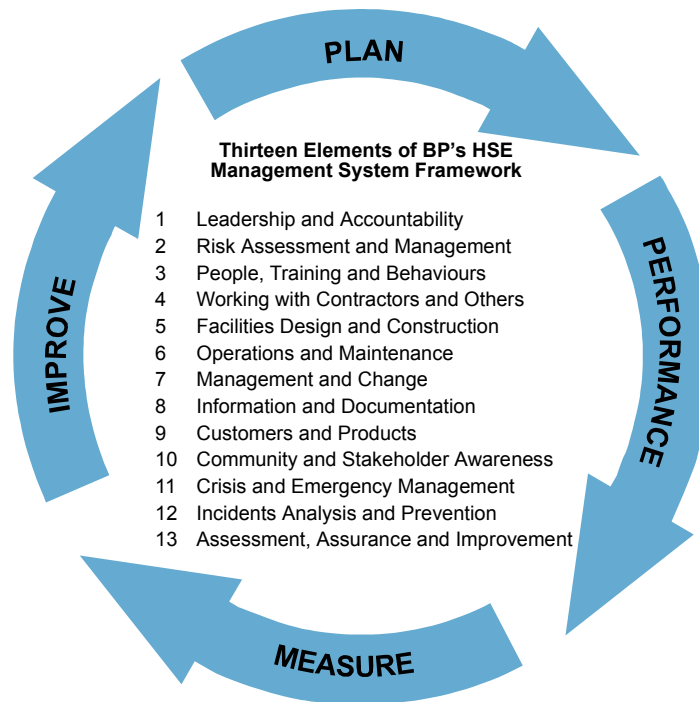 PLAN
Thirteen Elements of BP's HSE
Management System Framework
1 Leadership and Accountability
2 Risk Assessment and Management
3 People, Training and Behaviours
4 Working with Contractors and Others
5 Facilities Design and Construction
6 Operations and Maintenance
7 Management and Change
8 Information and Documentation
9 Customers and Products
10 Community and Stakeholder Awareness
11 Crisis and Emergency Management
12 Incidents Analysis and Prevention
13 Assessment, Assurance and Improvement
PERFORMANCE
MEASURE
IMPROVE